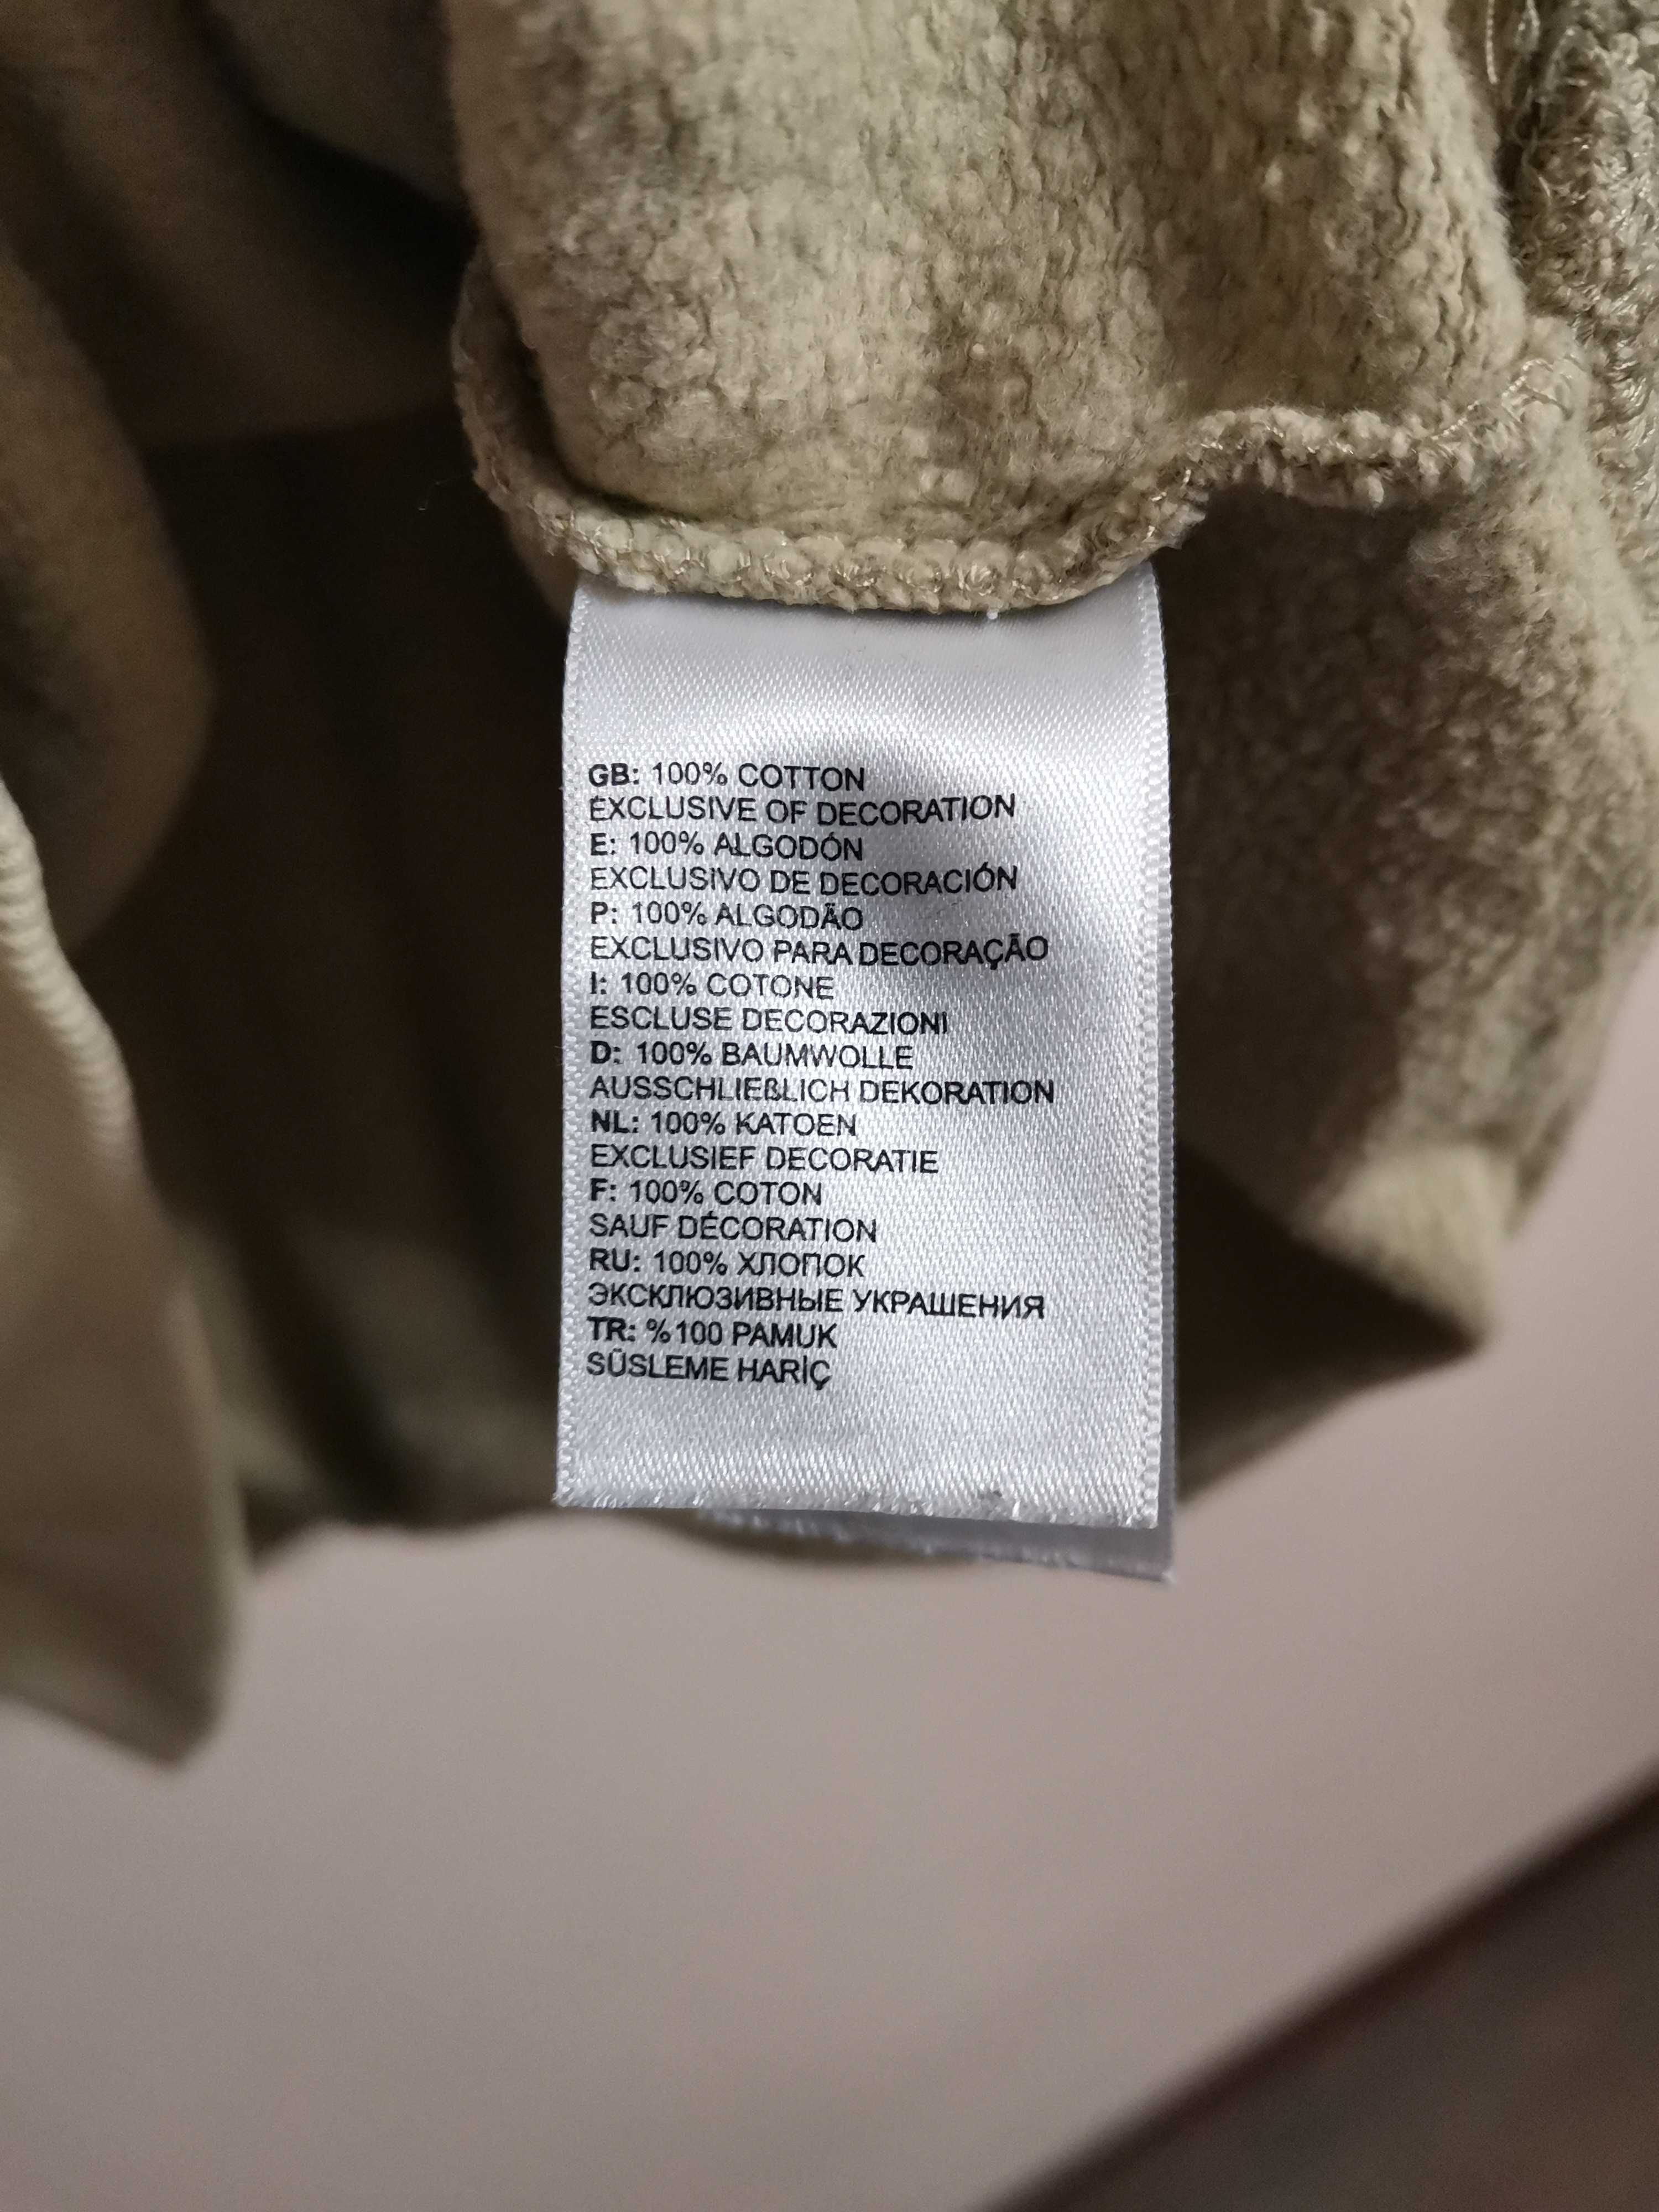 GB: 100% COTTON
EXCLUSIVE OF DECORATION
E: 100% ALGODÓN
EXCLUSIVO DE DECORACIÓN
P: 100% ALGODÃO
EXCLUSIVO PARA DECORAÇÃO
I: 100% COTONE
ESCLUSE DECORAZIONI
D: 100% BAUMWOLLE
AUSSCHLIEßLICH DEKORATION
NL: 100% KATOEN
EXCLUSIEF DECORATIE
F: 100% COTON
SAUF DÉCORATION
RU: 100% ХЛОПОК
ЭКСКЛЮЗИВНЫЕ УКРАШЕНИЯ
TR: %100 PAMUK
SÜSLEME HARİÇ